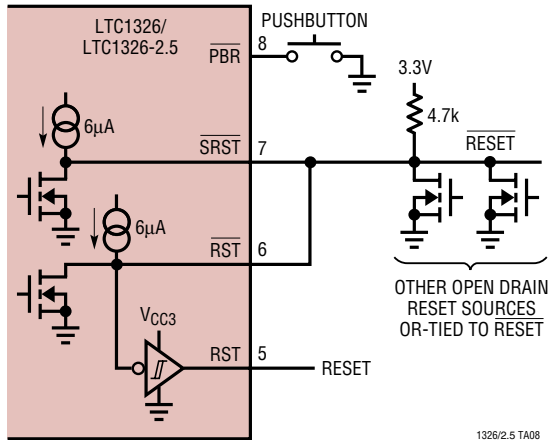 LTC1326/
LTC1326-2.5
PUSHBUTTON
PBR
8
3.3V
4.7k
6µA
SRST
7
RESET
6µA
RST
6
VCC3
RST
5
RESET
OTHER OPEN DRAIN
RESET SOURCES
OR-TIED TO RESET
1326/2.5 TA08